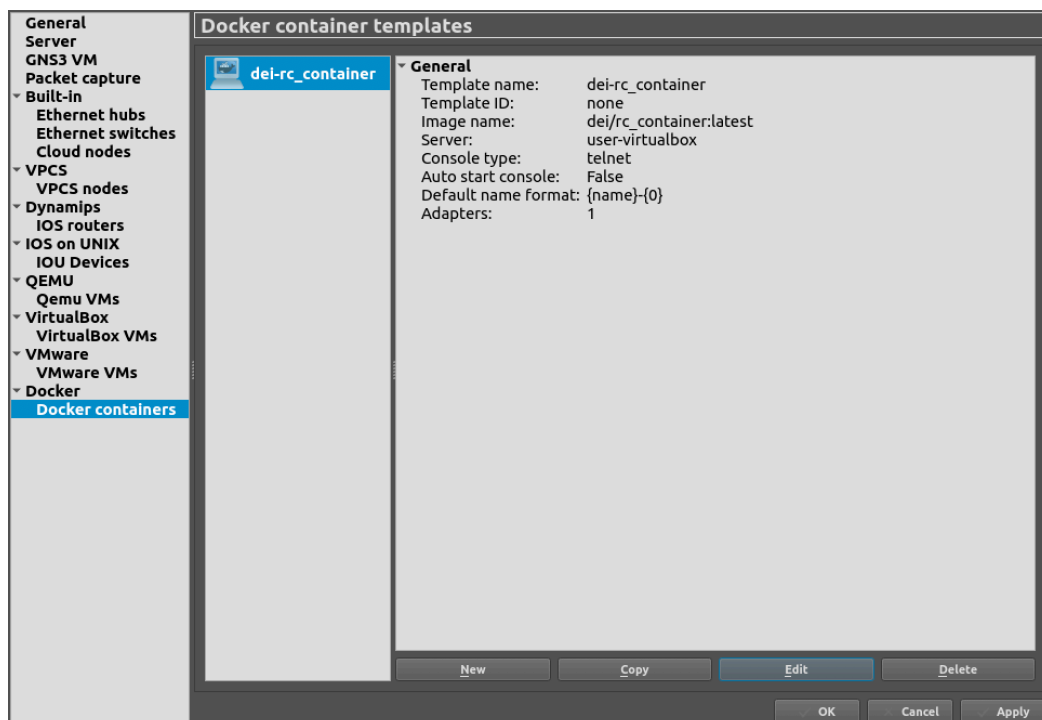 General
Server
GNS3 VM
Packet capture
Built-in
Ethernet hubs
Ethernet switches
Cloud nodes
VPCS
VPCS nodes
Dynamips
IOS routers
IOS on UNIX
IOU Devices
QEMU
Qemu VMs
VirtualBox
VirtualBox VMs
VMware
VMware VMs
Docker
Docker containers
Docker container templates
dei-rc_container
General
Template name: dei-rc_container
Template ID: none
Image name: dei/rc_container:latest
Server: user-virtualbox
Console type: telnet
Auto start console: False
Default name format: {name}-{0}
Adapters: 1
New Copy Edit Delete
OK Cancel Apply